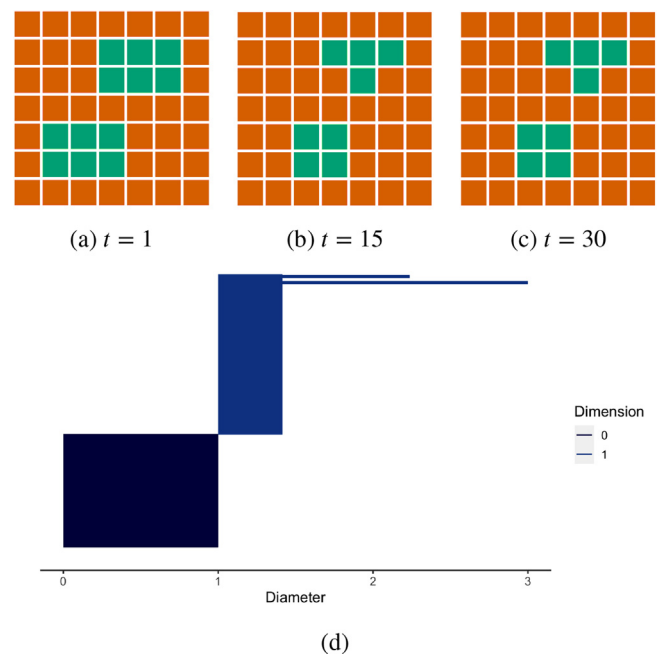 (a) t = 1
(b) t = 15
(c) t = 30
Dimension
0
1
0 1 2 3
Diameter
(d)